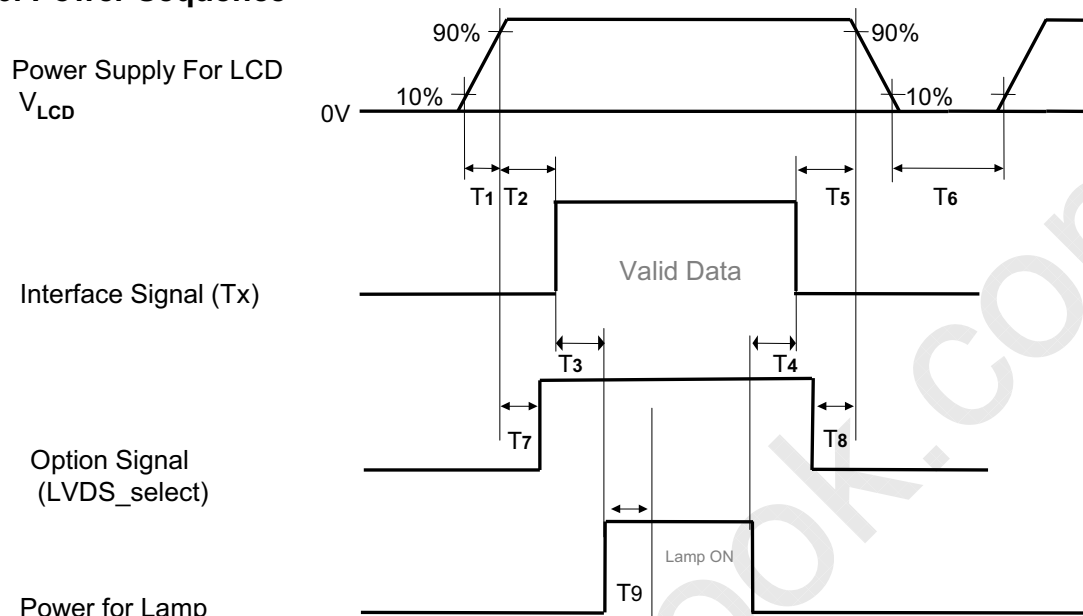 Power Sequence
90%
90%
Power Supply For LCD
VLCD
10%
10%
0V
T1 T2
T5
T6
Valid Data
Interface Signal (Tx)
T3
T4
T7
T8
Option Signal
(LVDS_select)
Lamp ON
T9
Power for Lamp